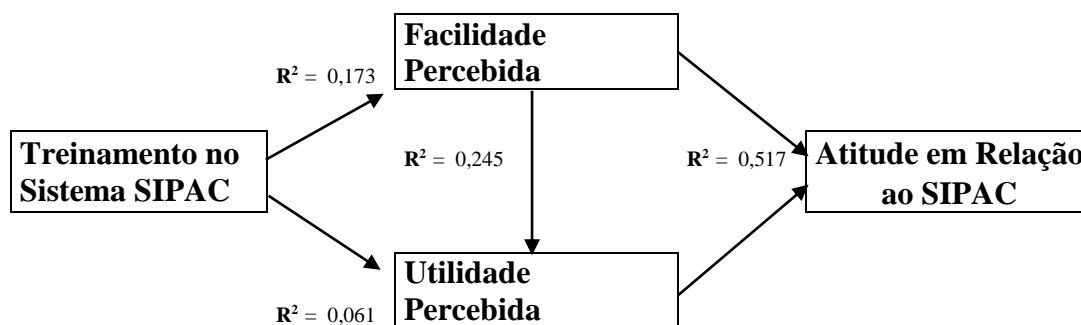 Facilidade
Percebida
R² = 0,173
Treinamento no
Sistema SIPAC
R² = 0,245
R² = 0,517
Atitude em Relação
ao SIPAC
Utilidade
Percebida
R² = 0,061